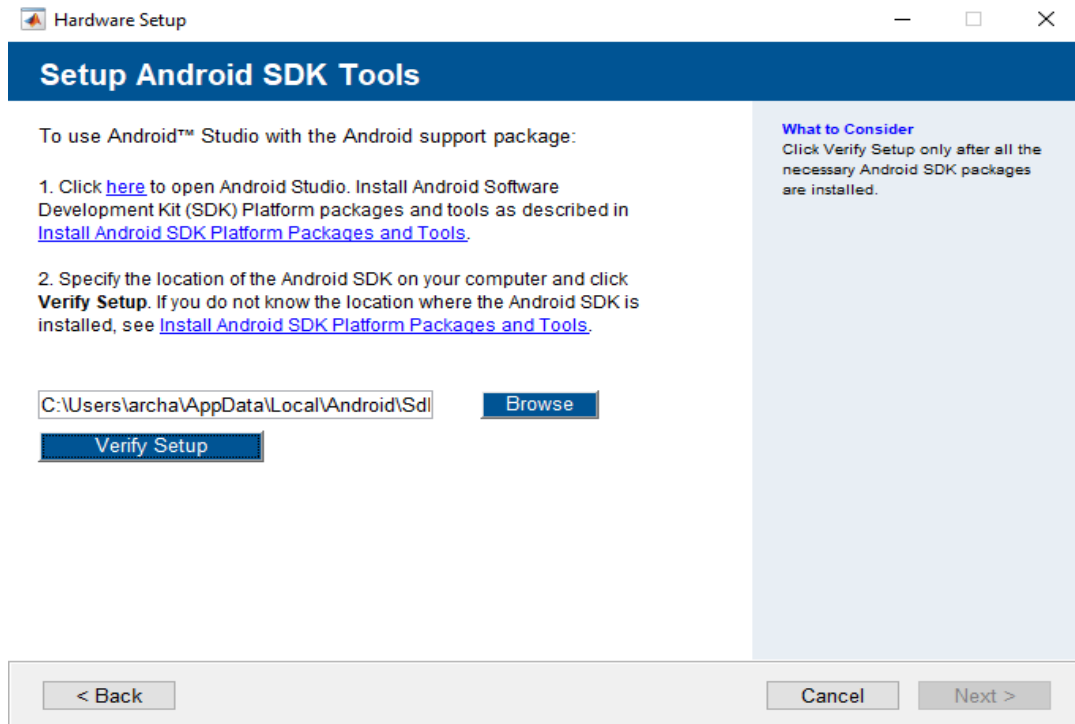 Hardware Setup
Setup Android SDK Tools
To use Android™ Studio with the Android support package:
1. Click here to open Android Studio. Install Android Software
Development Kit (SDK) Platform packages and tools as described in
Install Android SDK Platform Packages and Tools.
2. Specify the location of the Android SDK on your computer and click
Verify Setup. If you do not know the location where the Android SDK is
installed, see Install Android SDK Platform Packages and Tools.
C:\Users\archa\AppData\Local\Android\Sdl
Browse
Verify Setup
What to Consider
Click Verify Setup only after all the
necessary Android SDK packages
are installed.
< Back
Cancel
Next >